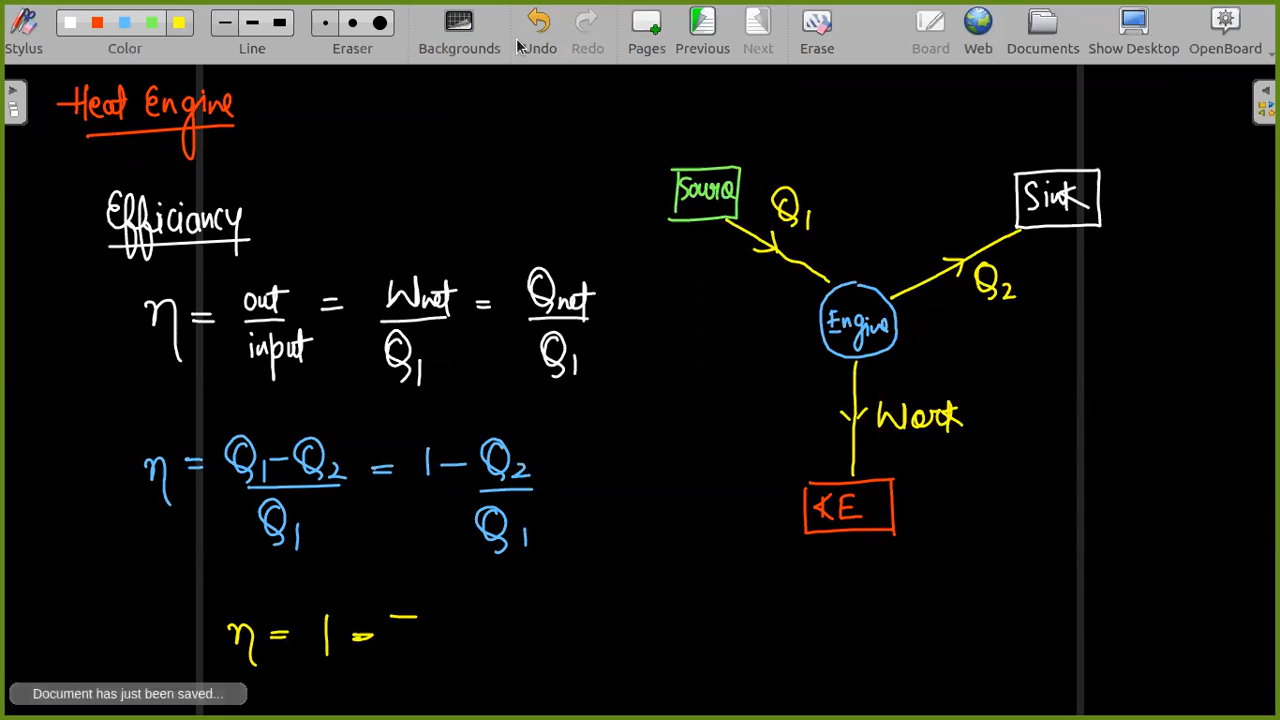 Stylus Color Line Eraser Backgrounds Undo Redo Pages Previous Next Erase Board Web Documents Show Desktop OpenBoard
Heat Engine
Efficiancy
η = out/input = Wnet/Q1 = Qnet/Q1
η = Q1-Q2/Q1 = 1 - Q2/Q1
η = 1 -
Source
Q1
Sink
Q2
Engine
Work
KE
Document has just been saved...